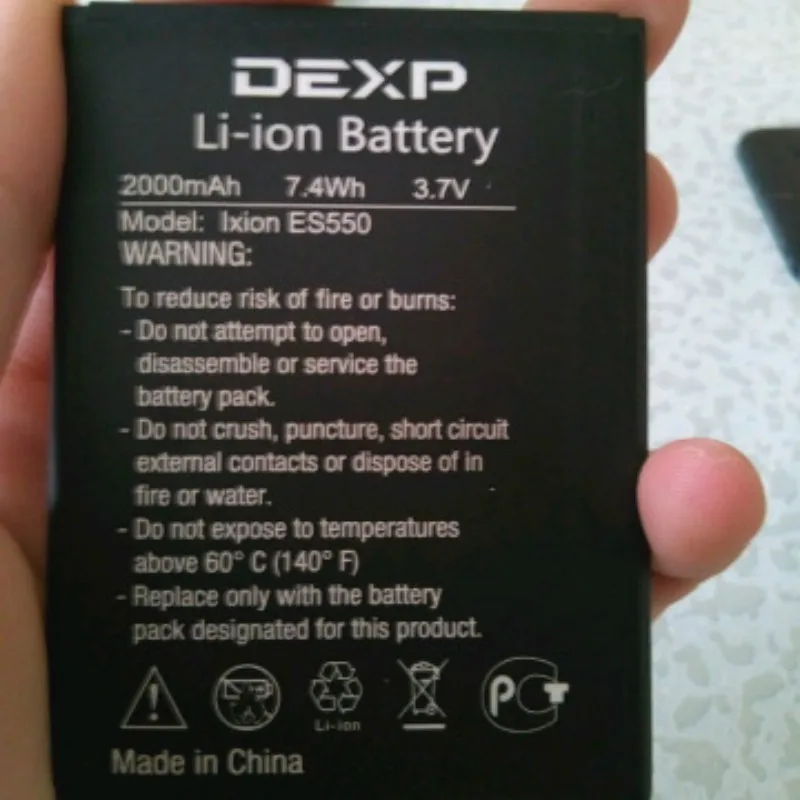 DEXP
Li-ion Battery
2000mAh 7.4Wh 3.7V
Model: Ixion ES550
WARNING:
To reduce risk of fire or burns:
- Do not attempt to open,
disassemble or service the
battery pack.
- Do not crush, puncture, short circuit
external contacts or dispose of in
fire or water.
- Do not expose to temperatures
above 60° C (140° F)
- Replace only with the battery
pack designated for this product.
Li-ion
Made in China